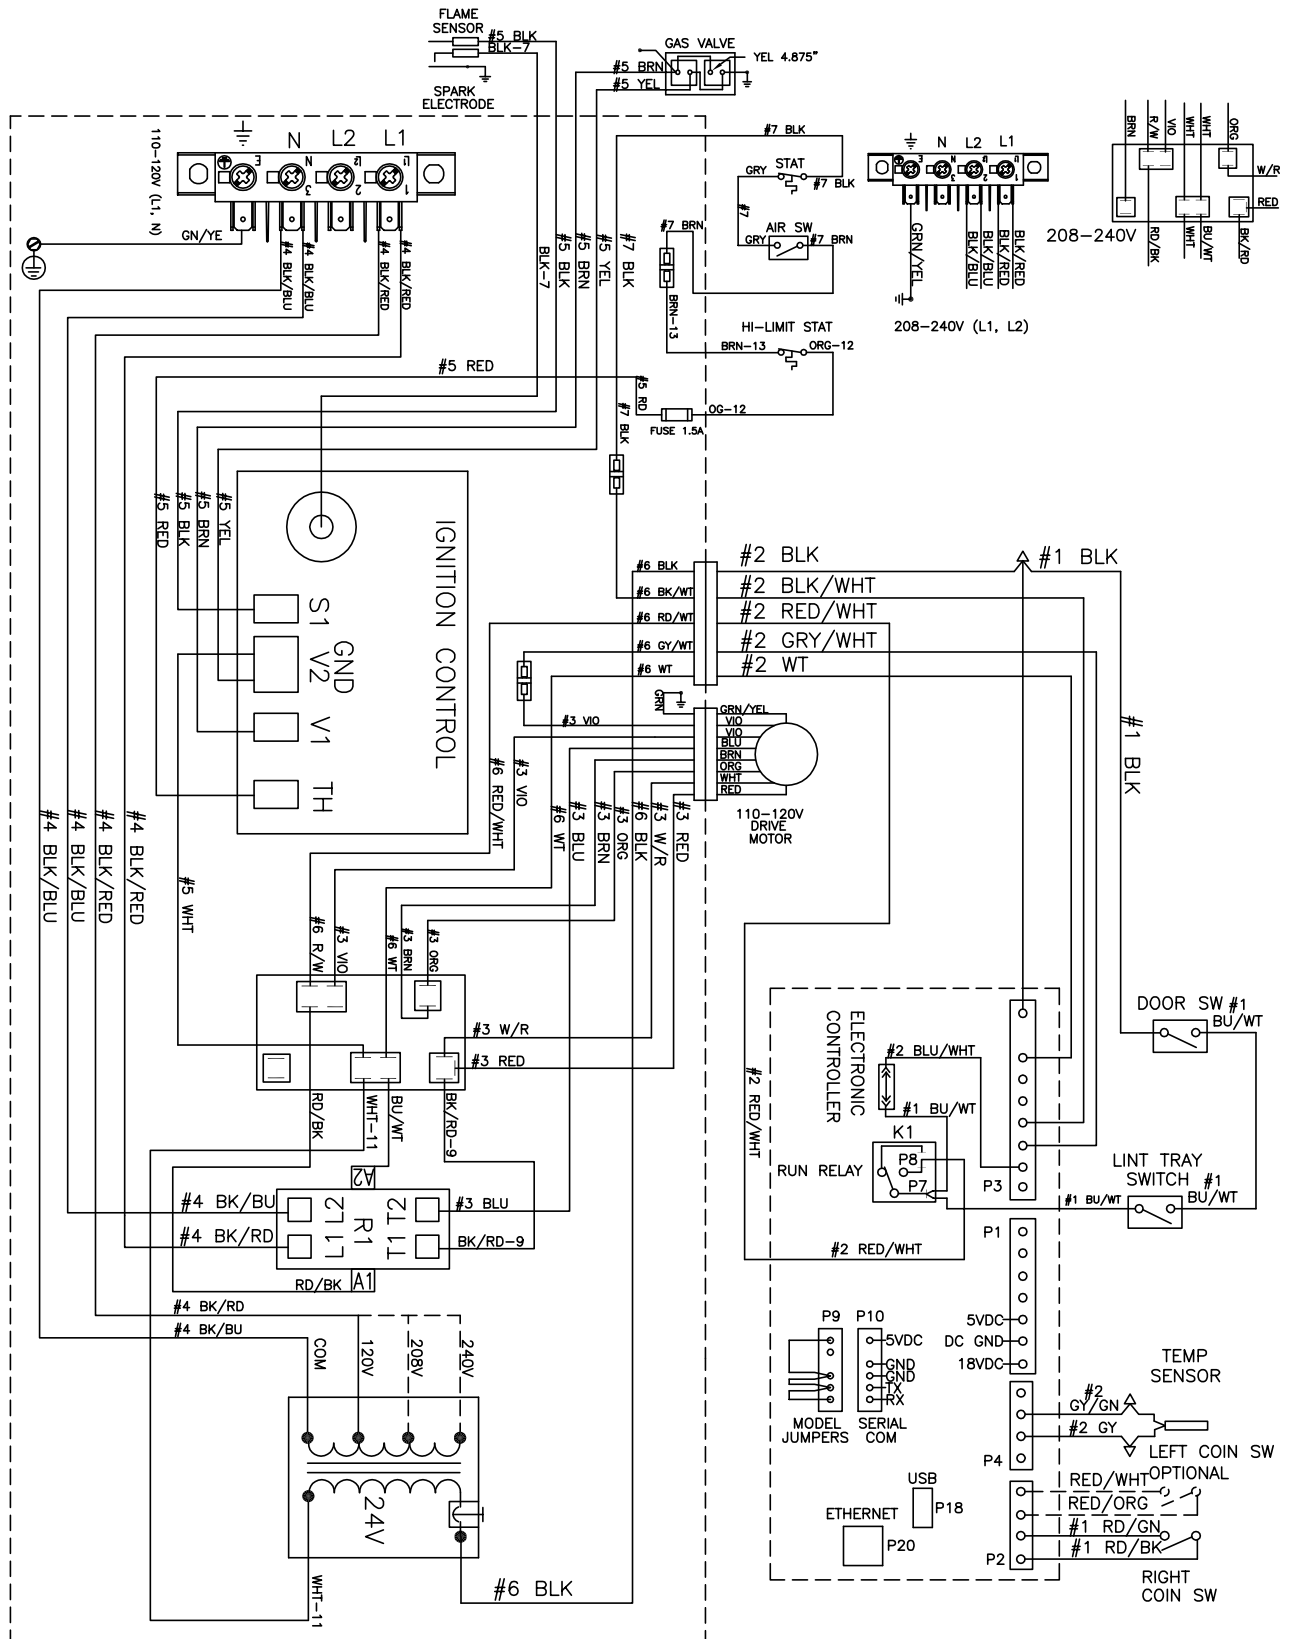 FLAME
SENSOR
#5 BLK
BLK-7
SPARK
ELECTRODE
GAS VALVE
YEL 4.875"
#5 BRN
#5 YEL
110-120V (L1, N)
N
L2
L1
E
N
L2
L1
3
2
1
GN/YE
#4 BLK/BLU
#4 BLK/BLU
#4 BLK/RED
#4 BLK/RED
BLK-7
#5 BLK
#5 BRN
#5 YEL
#7 BLK
#7 BLK
GRY
STAT
#7 BLK
#7
#7 BRN
GRY
AIR SW
#7 BRN
BRN-13
HI-LIMIT STAT
BRN-13
ORG-12
#5 RED
#5 RD
OG-12
FUSE 1.5A
#7 BLK
N
L2
L1
E
N
L2
L1
3
2
1
GRN/YEL
BLK/BLU
BLK/BLU
BLK/RED
BLK/RED
208-240V (L1, L2)
BRN
R/W
VIO
WHT
WHT
ORG
W/R
RED
208-240V
RD/BK
WHT
BU/WT
BK/RD
#5 RED
#5 BLK
#5 BRN
#5 YEL
IGNITION CONTROL
S1
GND
V2
V1
TH
#6 BLK
#6 BK/WT
#6 RD/WT
#6 GY/WT
#6 WT
#2 BLK
#2 BLK/WHT
#2 RED/WHT
#2 GRY/WHT
#2 WT
#1 BLK
#1 BLK
GRN
#3 VIO
GRN/YEL
VIO
VIO
BLU
BRN
ORG
WHT
RED
110-120V
DRIVE
MOTOR
#4 BLK/BLU
#4 BLK/BLU
#4 BLK/RED
#4 BLK/RED
#5 WHT
#6 RED/WHT
#3 VIO
#6 WT
#3 BLU
#3 BRN
#3 ORG
#6 BLK
#3 W/R
#3 RED
#6 R/W
#3 VIO
#6 WT
#3 BRN
#3 ORG
#3 W/R
#3 RED
RD/BK
WHT-11
BU/WT
BK/RD-9
A2
#4 BK/BU
L2
R1
T2
#3 BLU
#4 BK/RD
L1
T1
BK/RD-9
RD/BK
A1
#4 BK/RD
#4 BK/BU
COM
120V
208V
240V
24V
WHT-11
#6 BLK
#2 RED/WHT
ELECTRONIC
CONTROLLER
#2 BLU/WHT
#1 BU/WT
K1
P8
RUN RELAY
P7
P3
#2 RED/WHT
DOOR SW #1
BU/WT
LINT TRAY
SWITCH
#1
#1 BU/WT
BU/WT
P1
5VDC
DC GND
18VDC
P9
P10
5VDC
GND
GND
TX
RX
MODEL
JUMPERS
SERIAL
COM
TEMP
SENSOR
#2
GY/GN
#2 GY
P4
LEFT COIN SW
OPTIONAL
RED/WHT
RED/ORG
#1 RD/GN
#1 RD/BK
P2
RIGHT
COIN SW
USB
P18
ETHERNET
P20